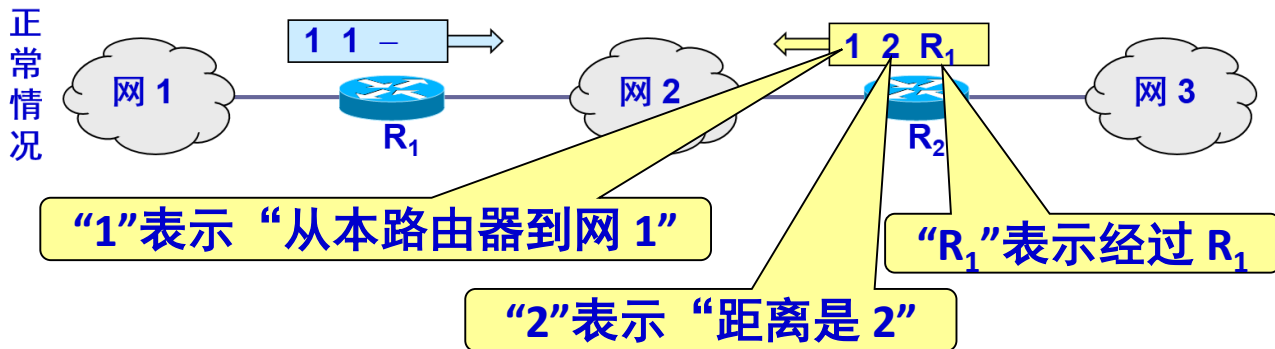 正常情况
1 1 –
1 2 R₁
网 1
网 2
网 3
R₁
R₂
“1”表示“从本路由器到网 1”
“R₁”表示经过 R₁
“2”表示“距离是 2”